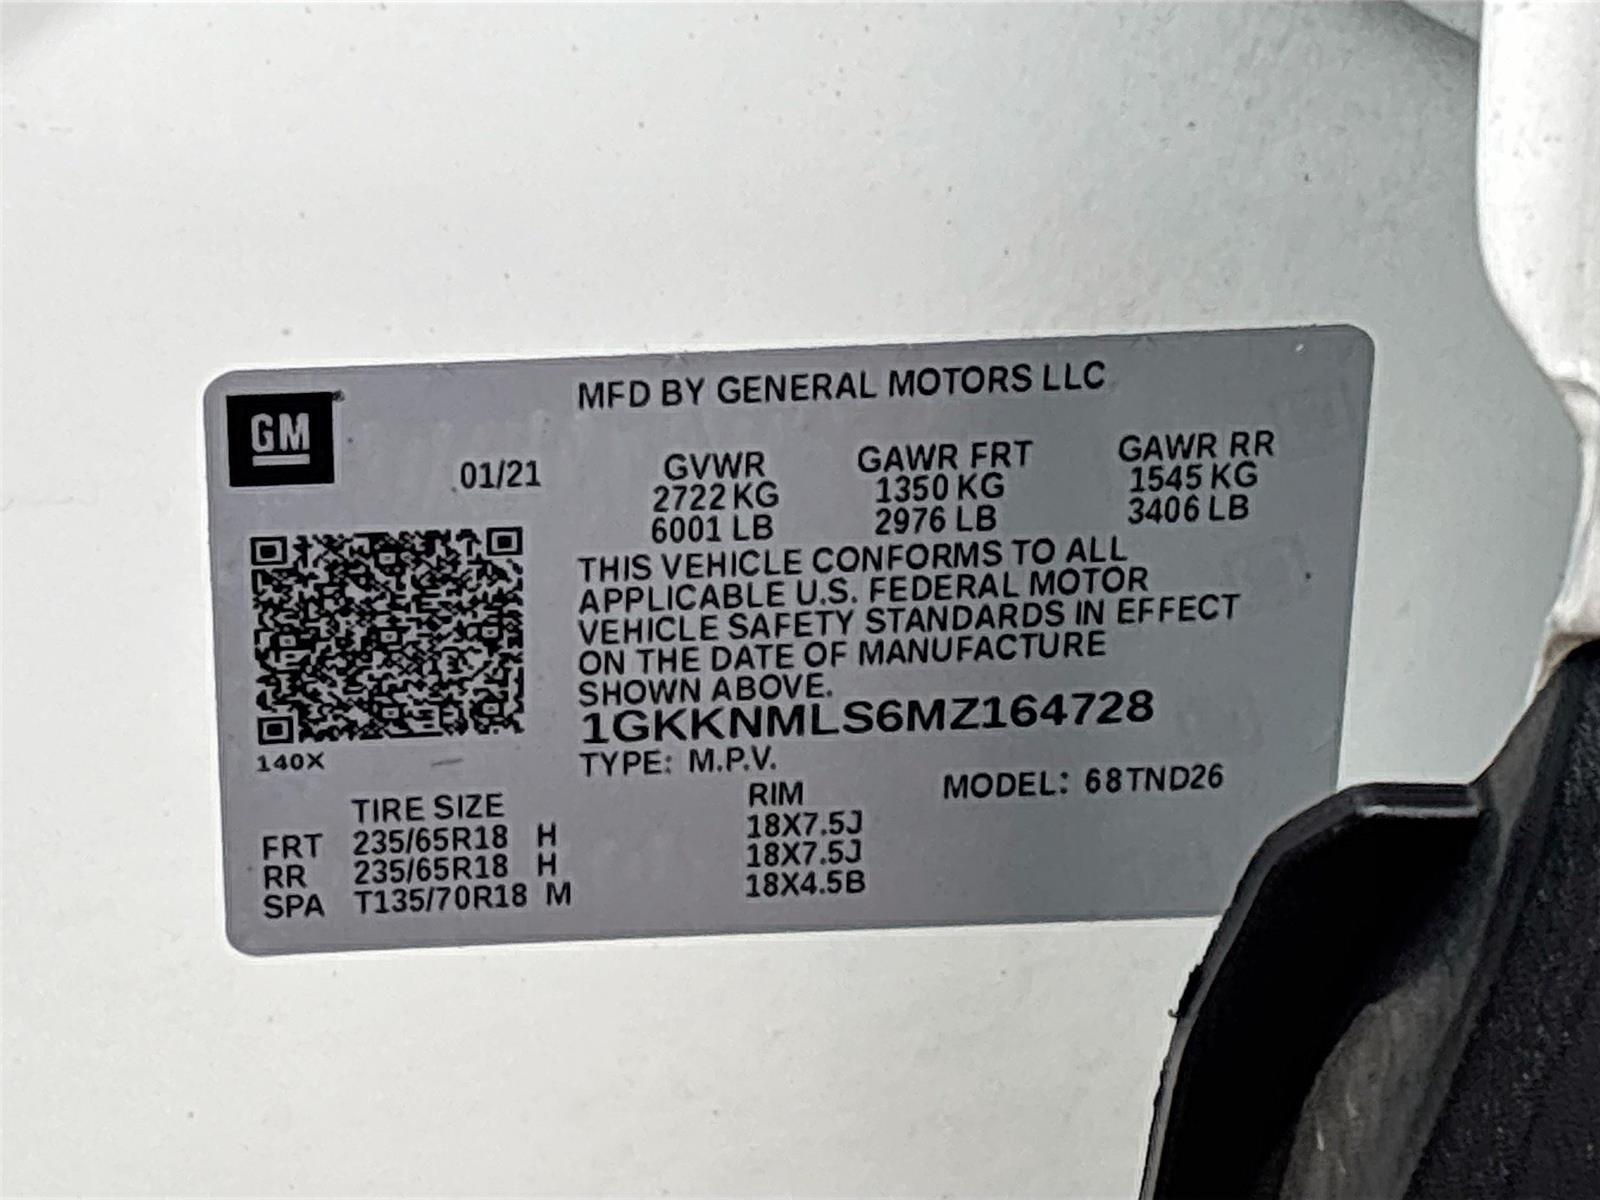 MFD BY GENERAL MOTORS LLC
GM
01/21
GVWR GAWR FRT GAWR RR
2722 KG 1350 KG 1545 KG
6001 LB 2976 LB 3406 LB
THIS VEHICLE CONFORMS TO ALL
APPLICABLE U.S. FEDERAL MOTOR
VEHICLE SAFETY STANDARDS IN EFFECT
ON THE DATE OF MANUFACTURE
SHOWN ABOVE.
1GKKNMLS6MZ164728
140X
TYPE: M.P.V.
MODEL: 68TND26
TIRE SIZE RIM
FRT 235/65R18 H 18X7.5J
RR 235/65R18 H 18X7.5J
SPA T135/70R18 M 18X4.5B